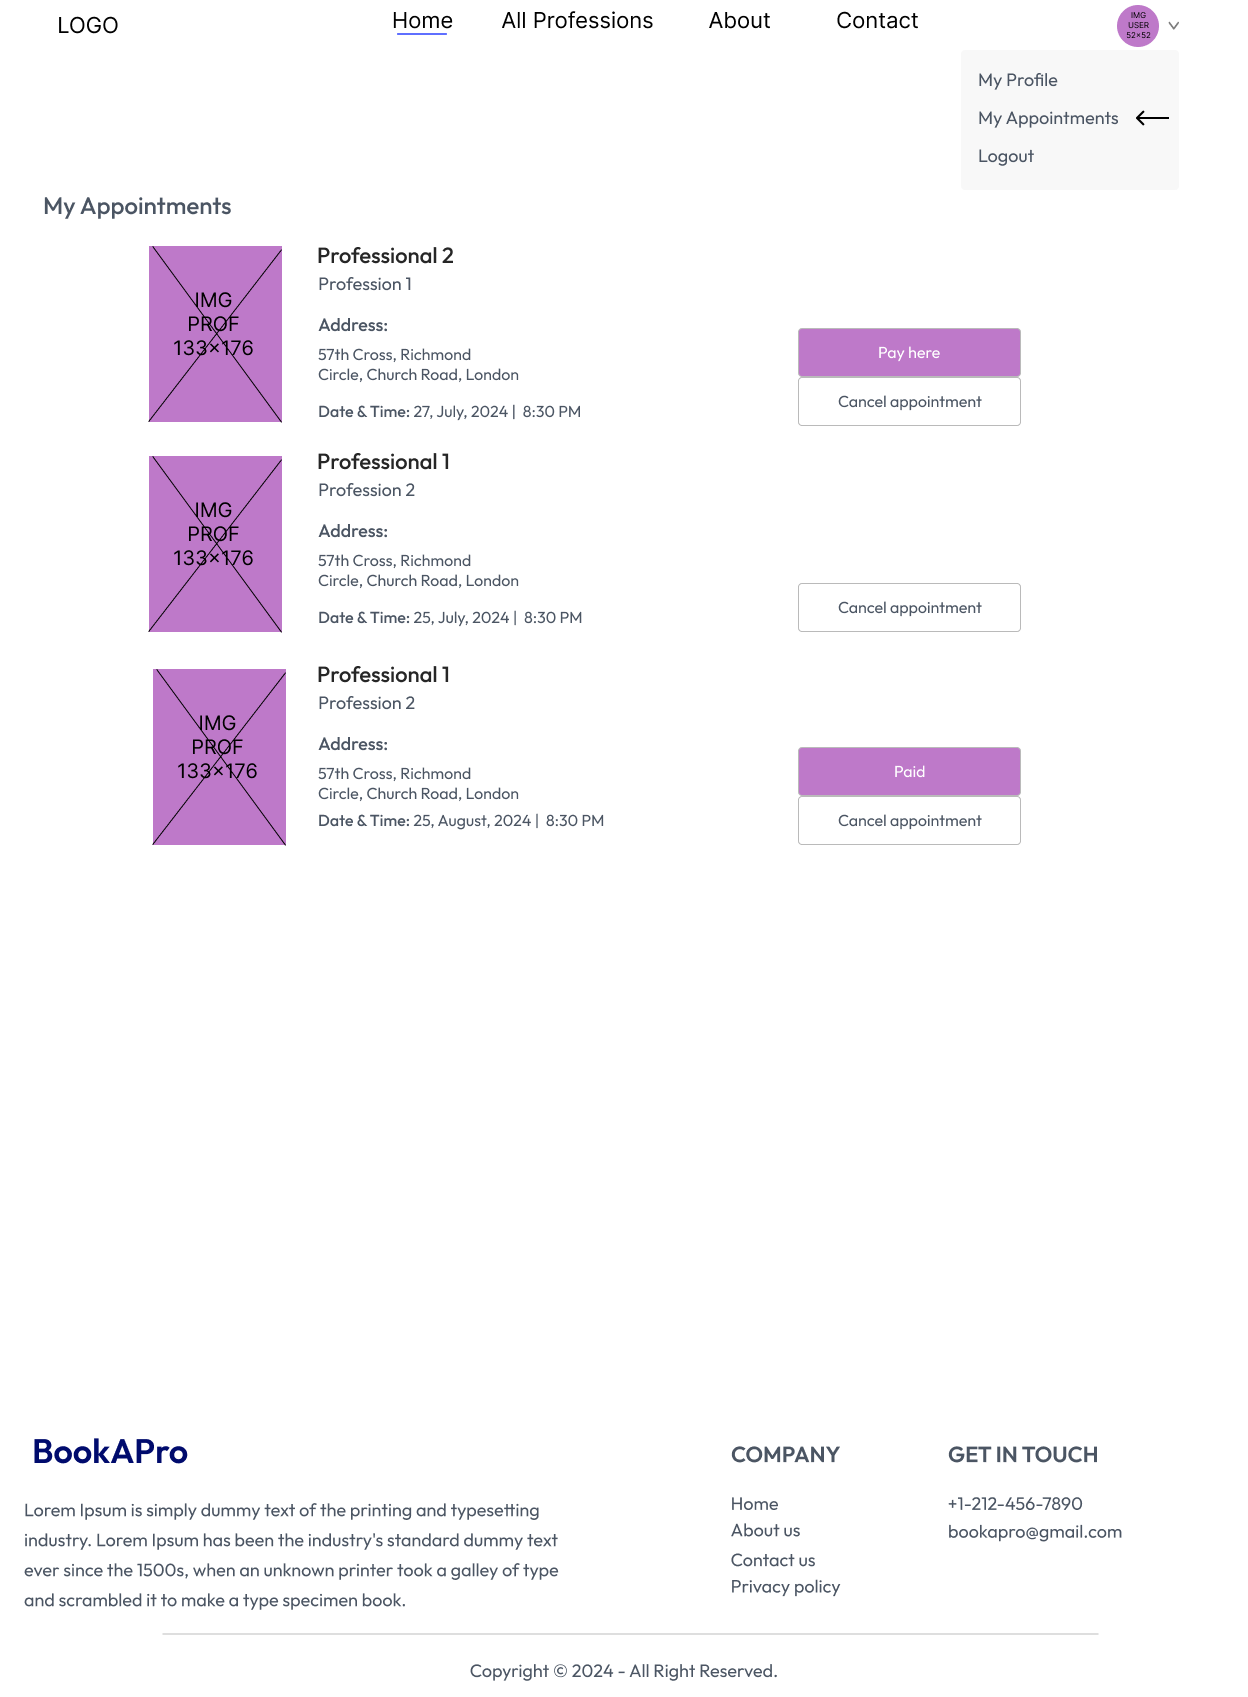 LOGO
Home
All Professions
About
Contact
IMG
USER
52×52
My Profile
My Appointments
Logout
My Appointments
IMG
PROF
133×176
Professional 2
Profession 1
Address:
57th Cross, Richmond
Circle, Church Road, London
Date & Time: 27, July, 2024 | 8:30 PM
Pay here
Cancel appointment
IMG
PROF
133×176
Professional 1
Profession 2
Address:
57th Cross, Richmond
Circle, Church Road, London
Date & Time: 25, July, 2024 | 8:30 PM
Cancel appointment
IMG
PROF
133×176
Professional 1
Profession 2
Address:
57th Cross, Richmond
Circle, Church Road, London
Date & Time: 25, August, 2024 | 8:30 PM
Paid
Cancel appointment
BookAPro
Lorem Ipsum is simply dummy text of the printing and typesetting
industry. Lorem Ipsum has been the industry's standard dummy text
ever since the 1500s, when an unknown printer took a galley of type
and scrambled it to make a type specimen book.
COMPANY
Home
About us
Contact us
Privacy policy
GET IN TOUCH
+1-212-456-7890
bookapro@gmail.com
Copyright © 2024 - All Right Reserved.